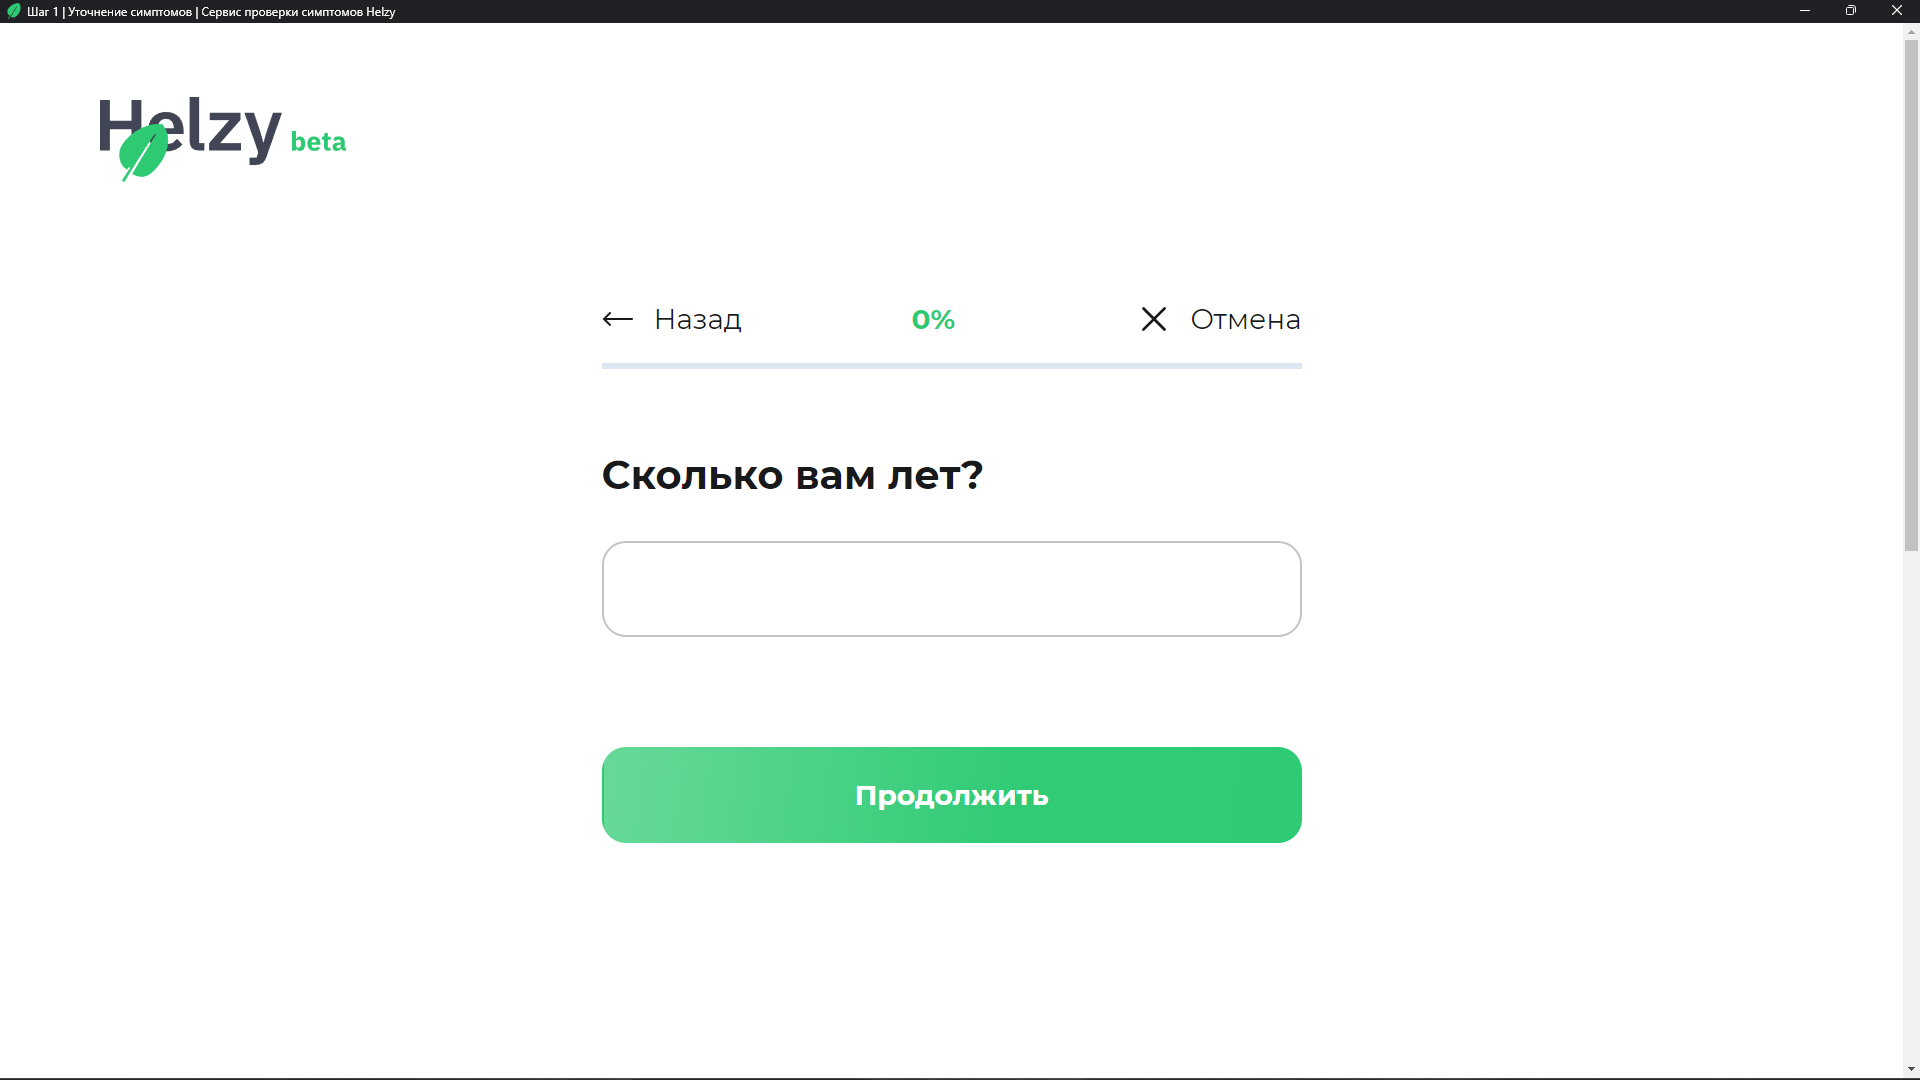 Шаг 1 | Уточнение симптомов | Сервис проверки симптомов Helzy
Helzy beta
Назад 0% Отмена
Сколько вам лет?
Продолжить